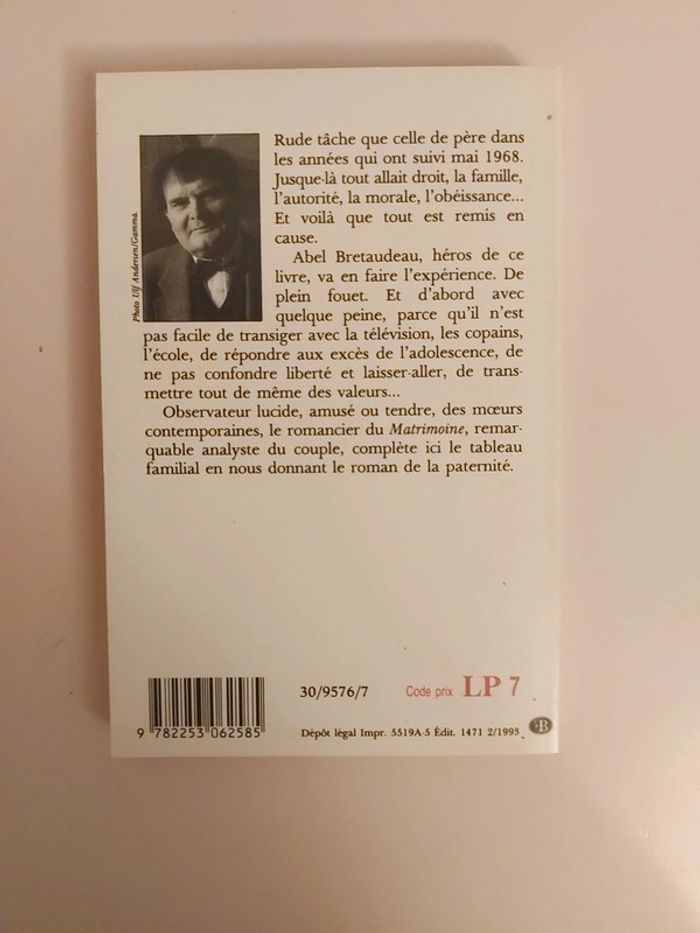 Rude tâche que celle de père dans
les années qui ont suivi mai 1968.
Jusque-là tout allait droit, la famille,
l'autorité, la morale, l'obéissance...
Et voilà que tout est remis en
cause.
Abel Bretaudeau, héros de ce
livre, va en faire l'expérience. De
plein fouet. Et d'abord avec
quelque peine, parce qu'il n'est
pas facile de transiger avec la télévision, les copains,
l'école, de répondre aux excès de l'adolescence, de
ne pas confondre liberté et laisser-aller, de trans-
mettre tout de même des valeurs...
Observateur lucide, amusé ou tendre, des mœurs
contemporaines, le romancier du Matrimoine, remar-
quable analyste du couple, complète ici le tableau
familial en nous donnant le roman de la paternité.
Photo Ulf Andersen/Gamma.
30/9576/7
Code prix LP 7
9 782253 062585
Dépôt légal Impr. 5519A-5 Édit. 1471 2/1995
B